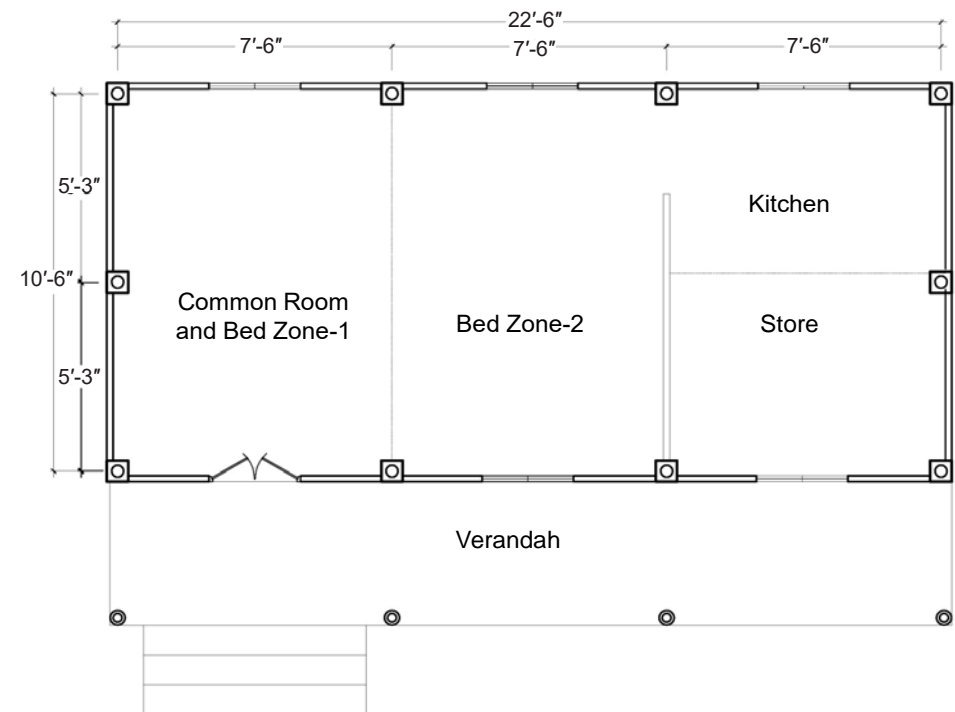 22′-6″
7′-6″
7′-6″
7′-6″
5′-3″
Kitchen
10′-6″
Common Room
and Bed Zone-1
Bed Zone-2
Store
5′-3″
Verandah